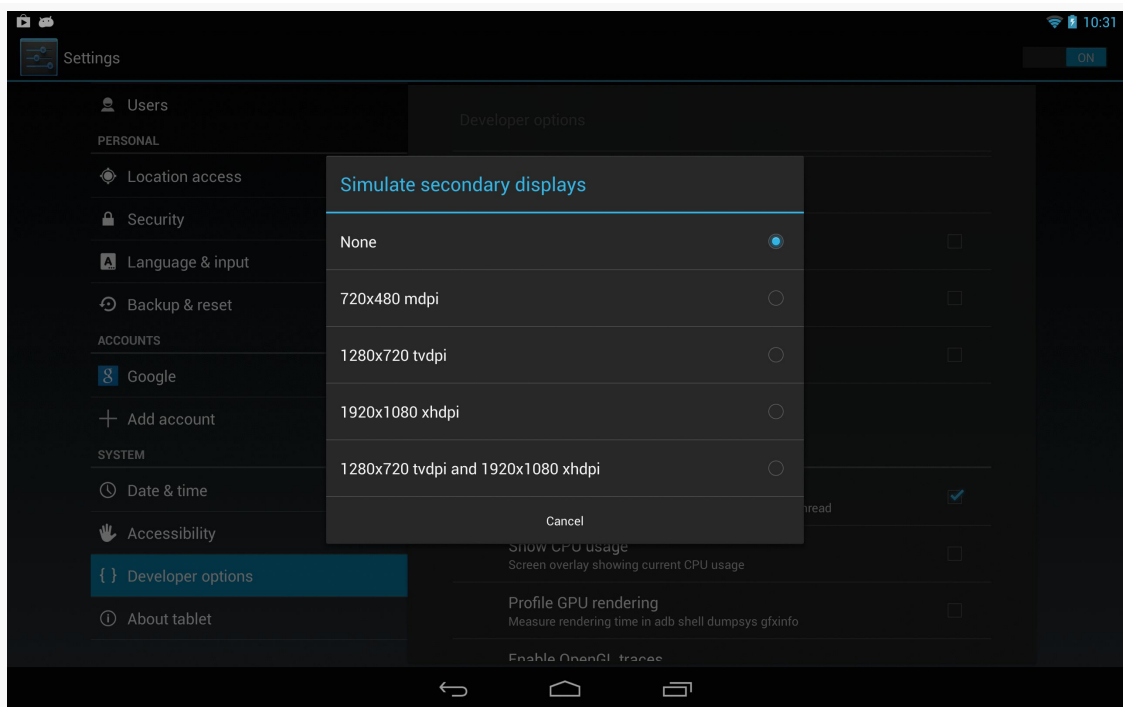 10:31
Settings
ON
Users
PERSONAL
Location access
Security
Language & input
Backup & reset
ACCOUNTS
Google
Add account
SYSTEM
Date & time
Accessibility
{ } Developer options
About tablet
Developer options
Simulate secondary displays
None
720x480 mdpi
1280x720 tvdpi
1920x1080 xhdpi
1280x720 tvdpi and 1920x1080 xhdpi
Cancel
Show CPU usage
Screen overlay showing current CPU usage
Profile GPU rendering
Measure rendering time in adb shell dumpsys gfxinfo
Enable OpenGL traces